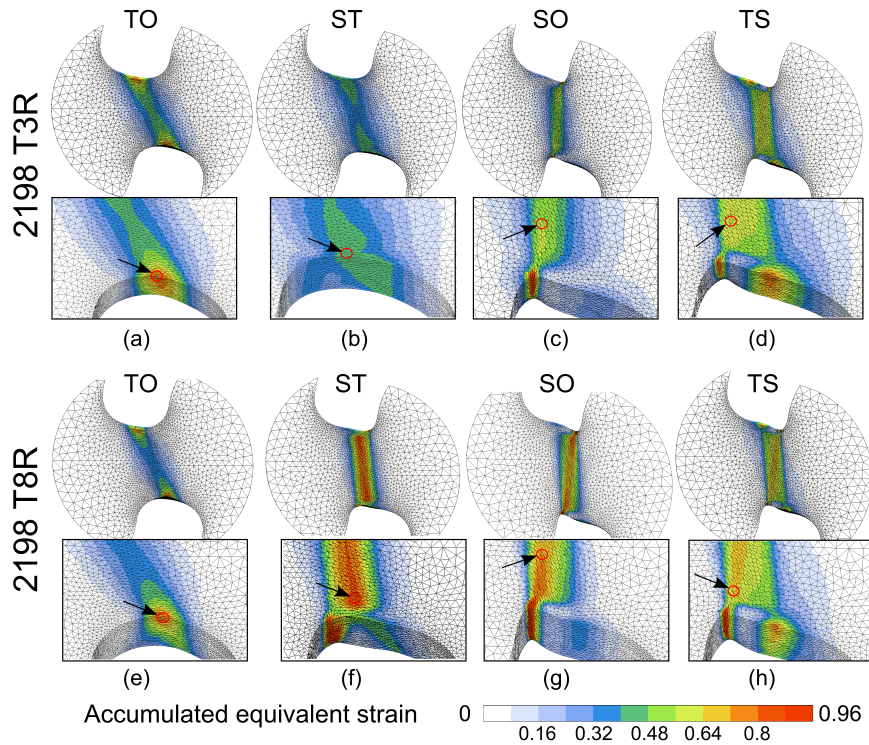 TO ST SO TS
2198 T3R
(a) (b) (c) (d)
TO ST SO TS
2198 T8R
(e) (f) (g) (h)
Accumulated equivalent strain 0 0.96
0.16 0.32 0.48 0.64 0.8